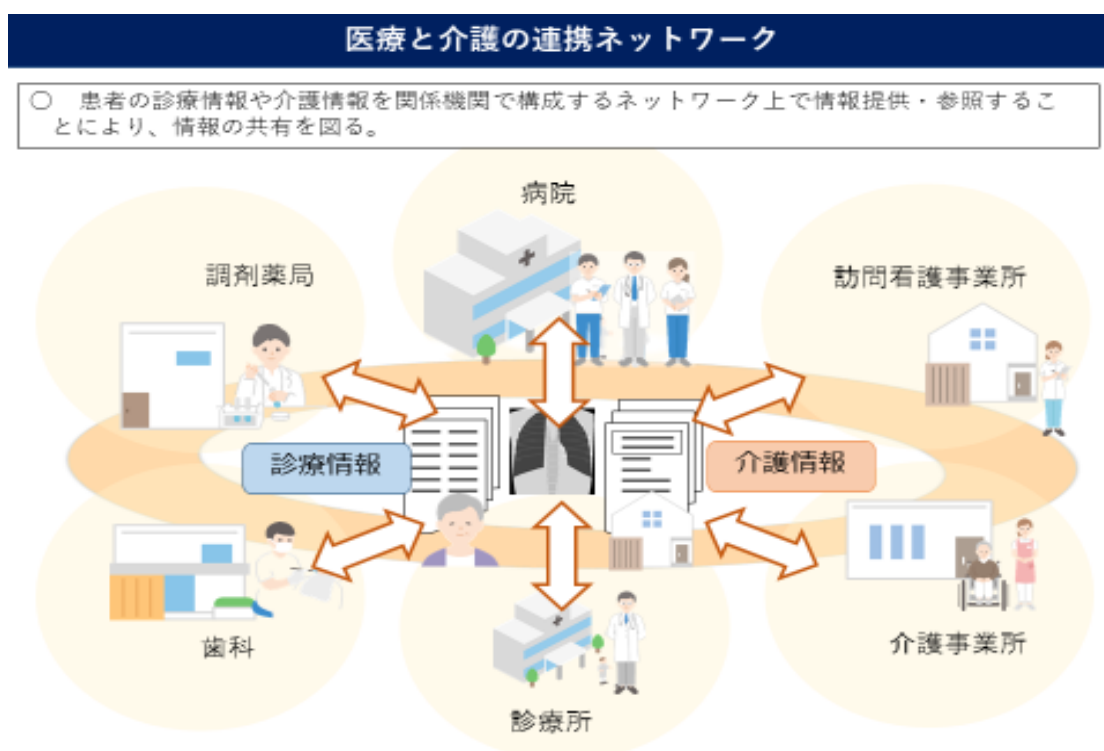 医療と介護の連携ネットワーク
○　患者の診療情報や介護情報を関係機関で構成するネットワーク上で情報提供・参照するこ
とにより、情報の共有を図る。
病院
調剤薬局
訪問看護事業所
診療情報
介護情報
歯科
介護事業所
診療所